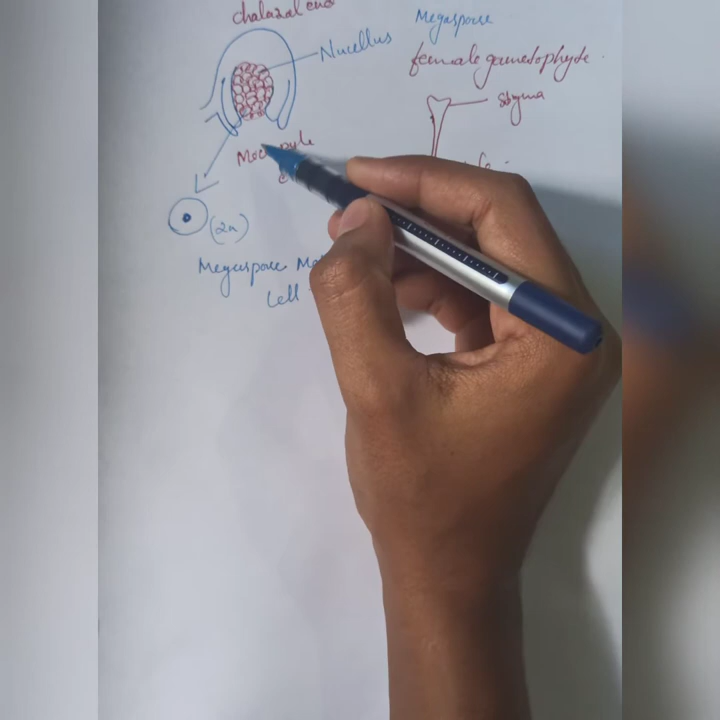 chalazal end
Megaspore
Nucellus
female gametophyte
stigma
(2n)
Megaspore
Cell